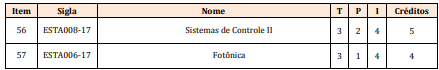 Item Sigla Nome T P I Créditos
56 ESTA008-17 Sistemas de Controle II 3 2 4 5
57 ESTA006-17 Fotônica 3 1 4 4